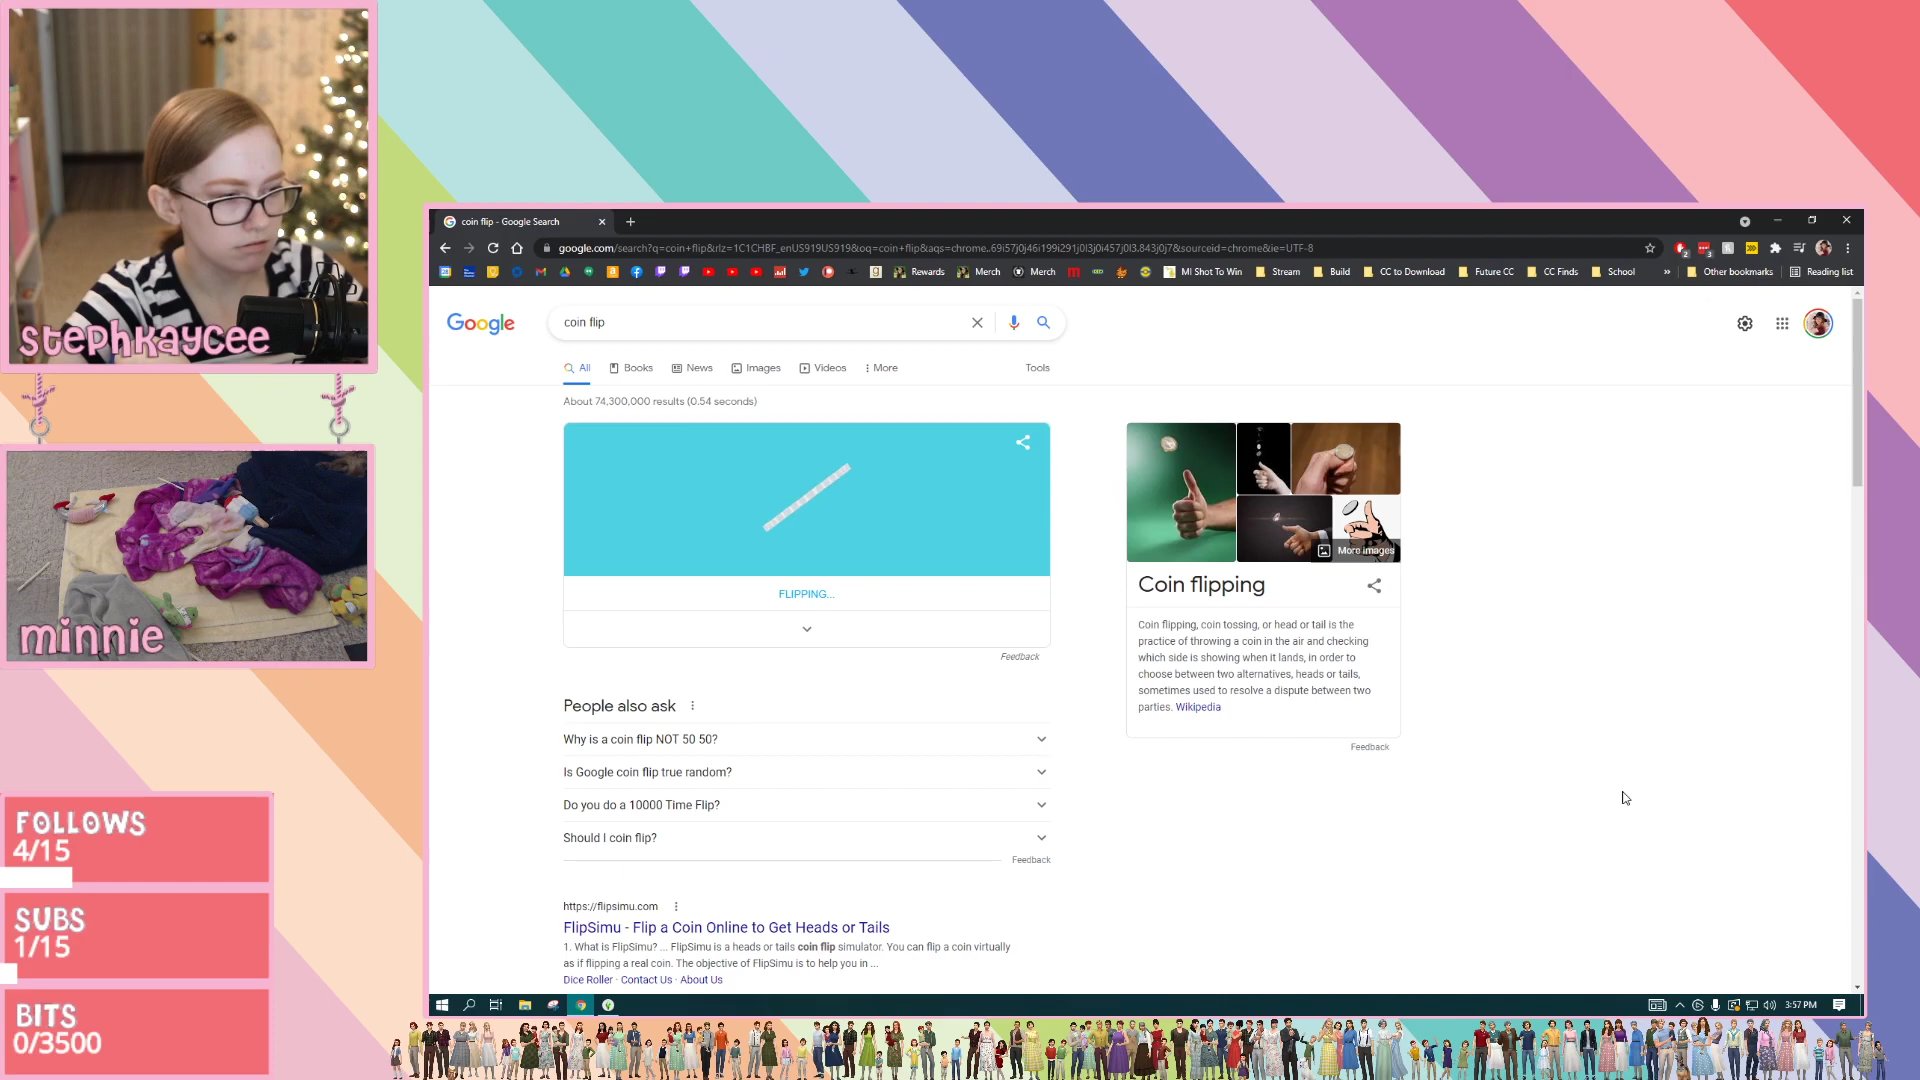 stephkaycee
minnie
FOLLOWS
4/15
SUBS
1/15
BITS
0/3500
coin flip - Google Search
google.com/search?q=coin+flip&rlz=1C1CHBF_enUS919US919&oq=coin+flip&aqs=chrome..69i57j0j46i199i291j0l3j0i457j0l3.843j0j7&sourceid=chrome&ie=UTF-8
Rewards Merch Merch MI Shot To Win Stream Build CC to Download Future CC CC Finds School » Other bookmarks Reading list
Google
coin flip
All Books News Images Videos More Tools
About 74,300,000 results (0.54 seconds)
FLIPPING...
Feedback
People also ask
Why is a coin flip NOT 50 50?
Is Google coin flip true random?
Do you do a 10000 Time Flip?
Should I coin flip?
Feedback
https://flipsimu.com
FlipSimu - Flip a Coin Online to Get Heads or Tails
1. What is FlipSimu? ... FlipSimu is a heads or tails coin flip simulator. You can flip a coin virtually
as if flipping a real coin. The objective of FlipSimu is to help you in ...
Dice Roller · Contact Us · About Us
More images
Coin flipping
Coin flipping, coin tossing, or head or tail is the
practice of throwing a coin in the air and checking
which side is showing when it lands, in order to
choose between two alternatives, heads or tails,
sometimes used to resolve a dispute between two
parties. Wikipedia
Feedback
3:57 PM